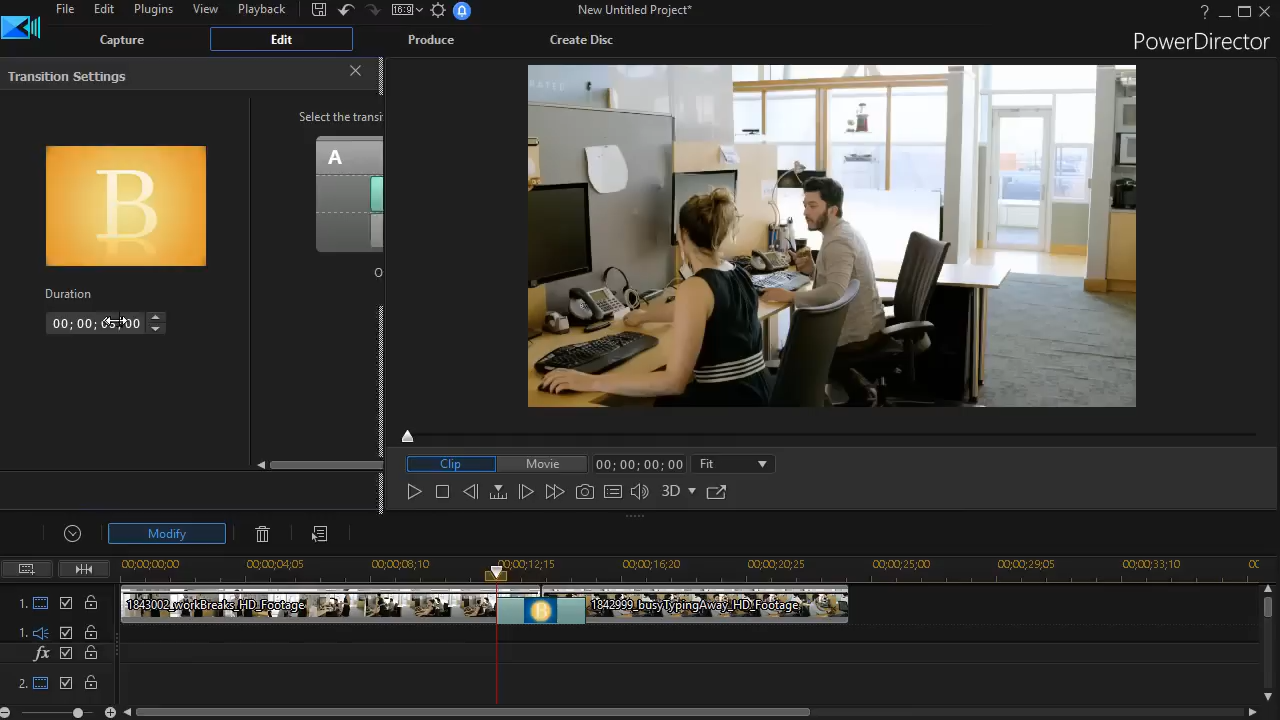 File Edit Plugins View Playback 16:9 New Untitled Project* ?
Capture Edit Produce Create Disc PowerDirector
Transition Settings
Select the transi
A
B
Duration
O
Clip Movie 00; 00; 00; 00 Fit
3D
Modify
00;00;00;00 00;00;04;05 00;00;08;10 00;00;12;15 00;00;16;20 00;00;20;25 00;00;25;00 00;00;29;05 00;00;33;10 00
1. 1843002_workBreaks_HD_Footage B 1842999_busyTypingAway_HD_Footage
1.
fx
2.